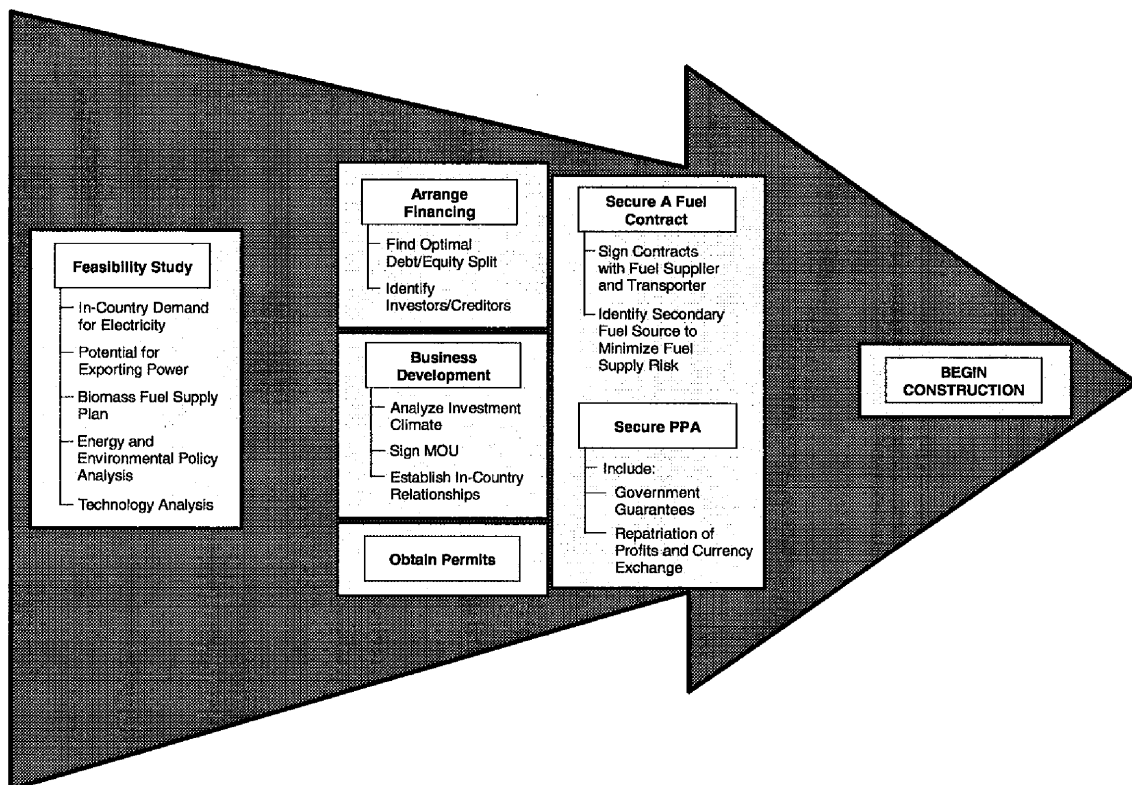 Feasibility Study
In-Country Demand
for Electricity
Potential for
Exporting Power
Biomass Fuel Supply
Plan
Energy and
Environmental Policy
Analysis
Technology Analysis
Arrange
Financing
Find Optimal
Debt/Equity Split
Identify
Investors/Creditors
Business
Development
Analyze Investment
Climate
Sign MOU
Establish In-Country
Relationships
Obtain Permits
Secure A Fuel
Contract
Sign Contracts
with Fuel Supplier
and Transporter
Identify Secondary
Fuel Source to
Minimize Fuel
Supply Risk
Secure PPA
Include:
Government
Guarantees
Repatriation of
Profits and Currency
Exchange
BEGIN
CONSTRUCTION